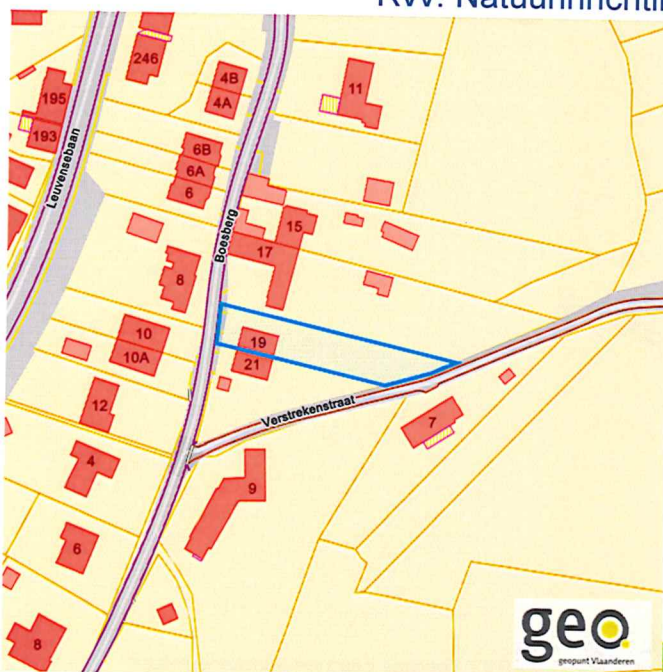 RVV: Natuurinrichti
246
4B
4A
11
195
193
6B
6A
6
Leuvensebaan
Boesberg
15
17
8
19
21
10
10A
12
Verstrekenstraat
7
4
9
6
8
geo
geopunt Vlaanderen